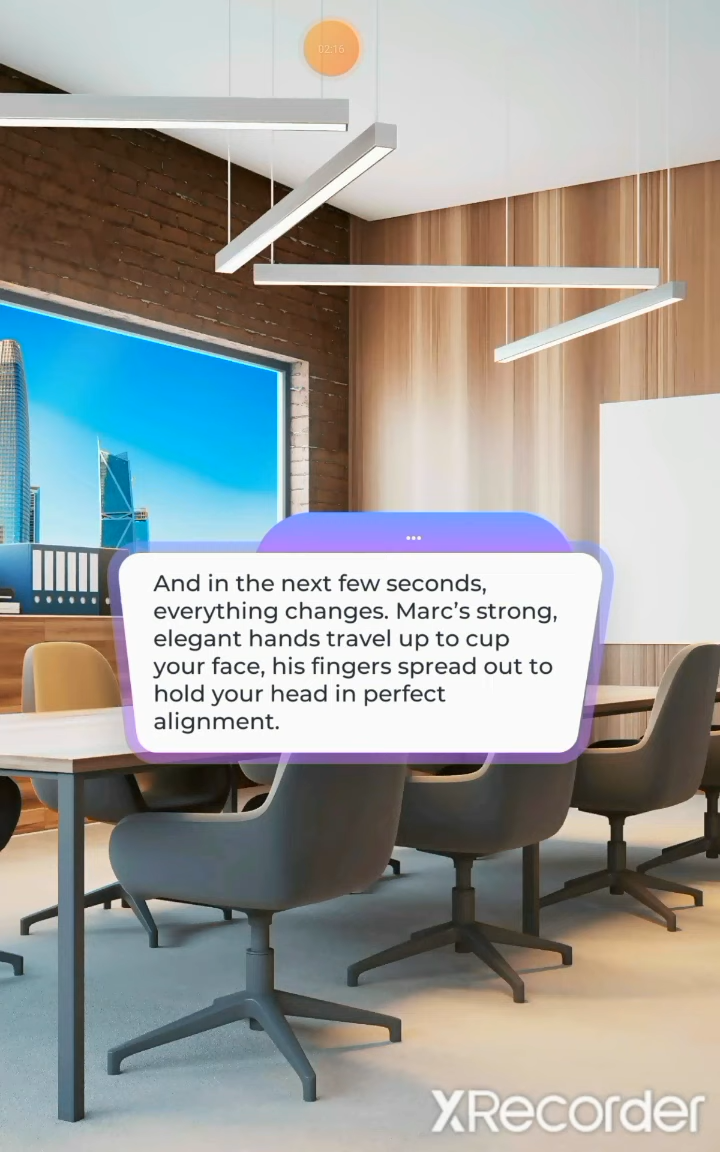 02:15
...
And in the next few seconds,
everything changes. Marc’s strong,
elegant hands travel up to cup
your face, his fingers spread out to
hold your head in perfect
alignment.
XRecorder